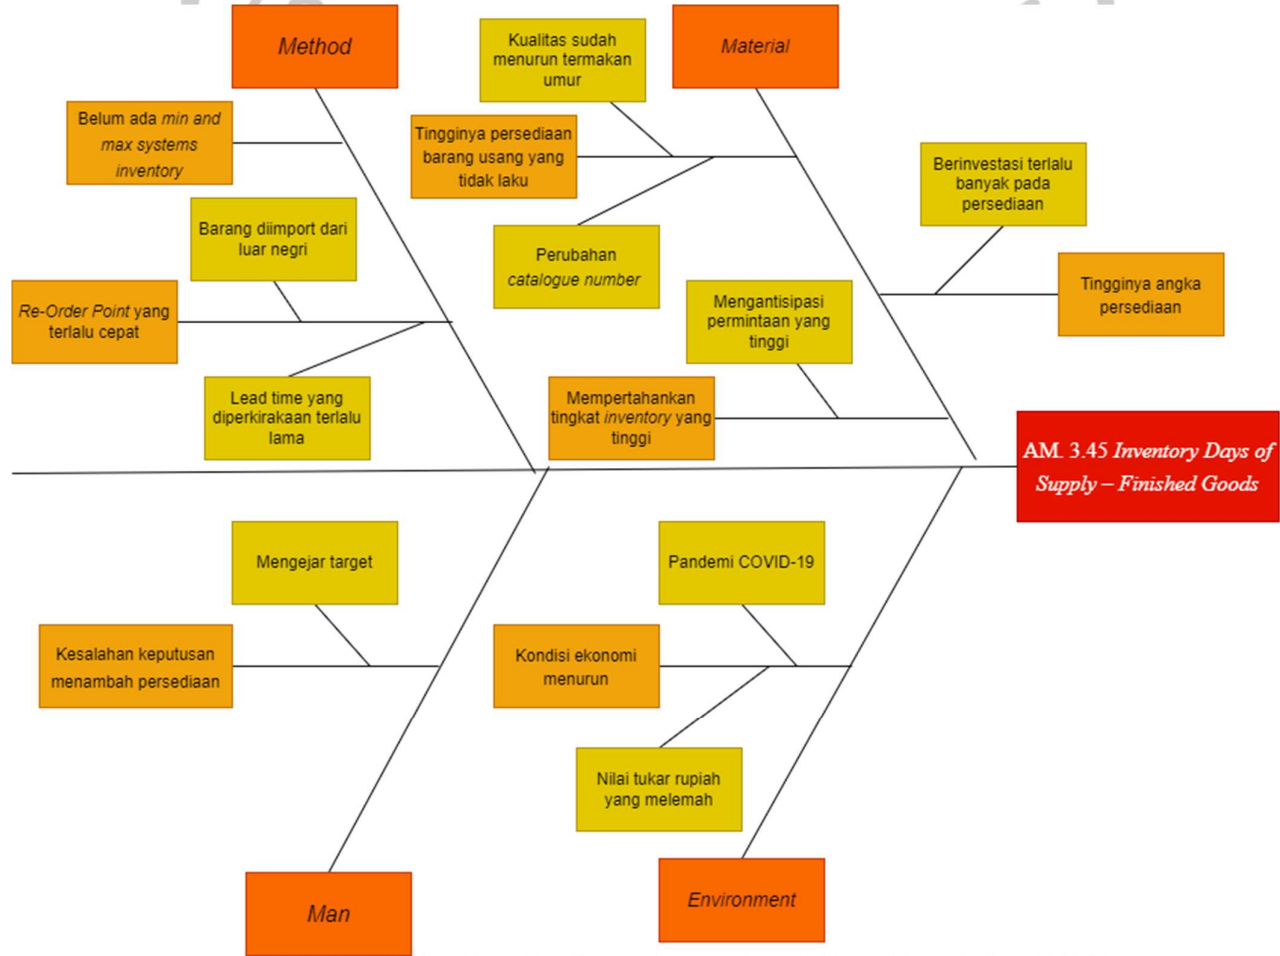 Method
Kualitas sudah
menurun termakan
umur
Material
Belum ada min and
max systems
inventory
Tingginya persediaan
barang usang yang
tidak laku
Berinvestasi terlalu
banyak pada
persediaan
Barang diimport dari
luar negri
Perubahan
catalogue number
Re-Order Point yang
terlalu cepat
Mengantisipasi
permintaan yang
tinggi
Tingginya angka
persediaan
Lead time yang
diperkirakaan terlalu
lama
Mempertahankan
tingkat inventory yang
tinggi
AM. 3.45 Inventory Days of
Supply – Finished Goods
Mengejar target
Pandemi COVID-19
Kesalahan keputusan
menambah persediaan
Kondisi ekonomi
menurun
Nilai tukar rupiah
yang melemah
Man
Environment